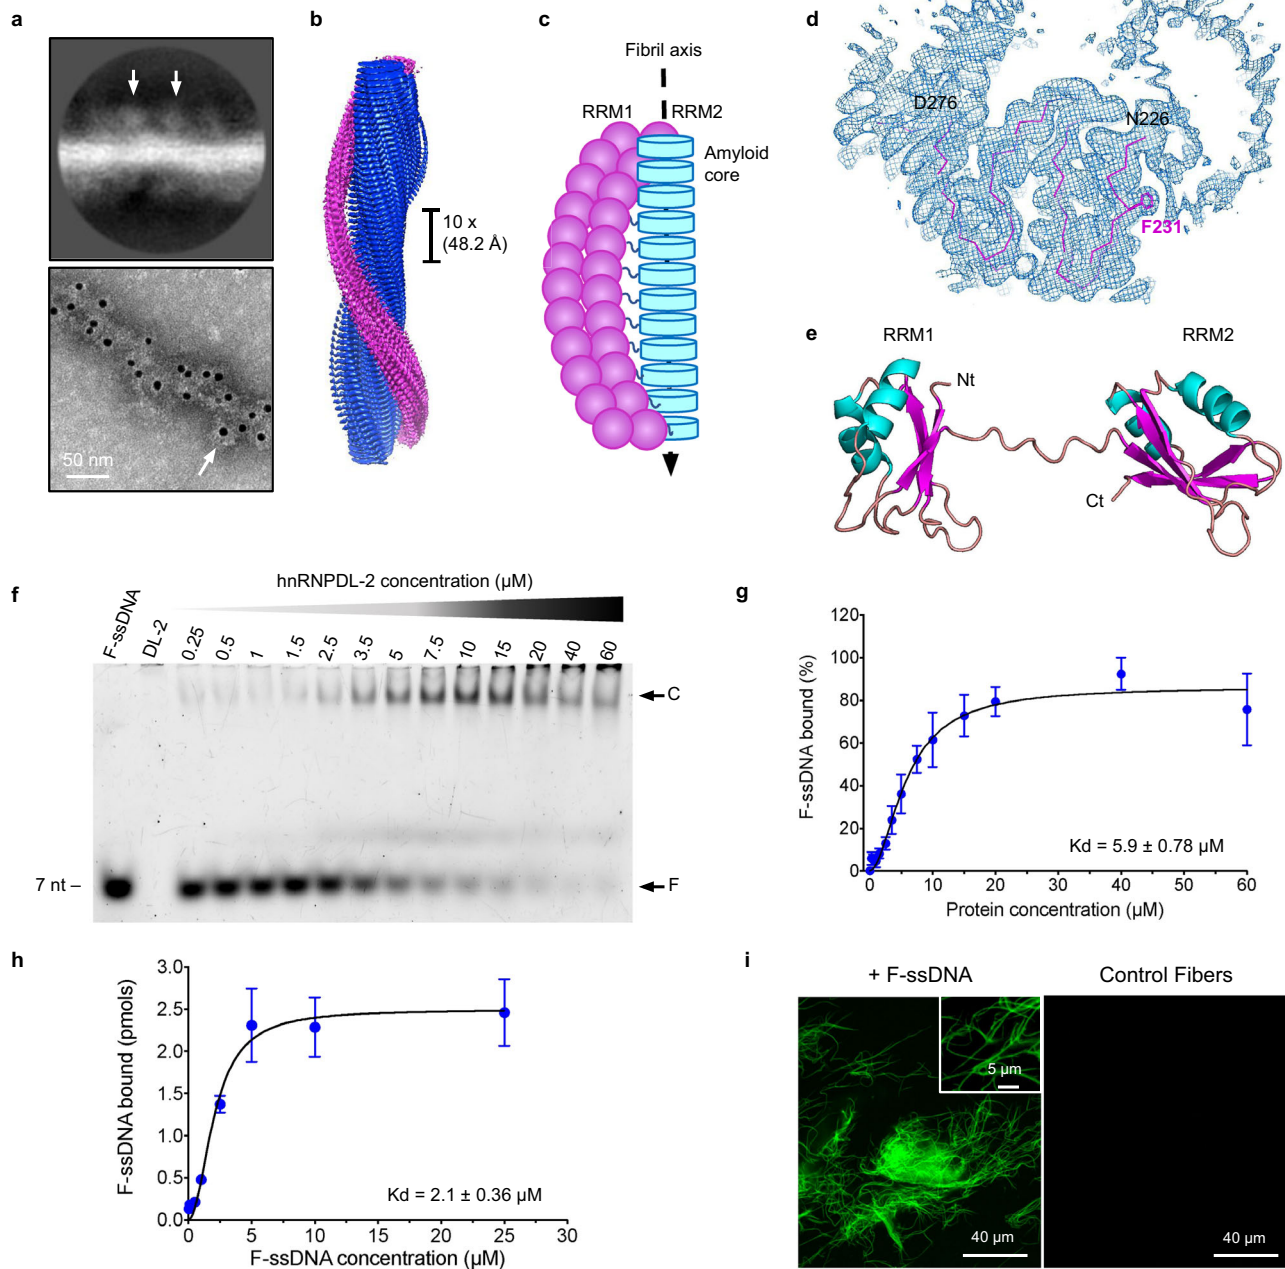 a
50 nm
b
10 x
(48.2 Å)
c
Fibril axis
RRM1
RRM2
Amyloid
core
d
D276
N226
F231
e
RRM1
RRM2
Nt
Ct
f
hnRNPDL-2 concentration (µM)
F-ssDNA
DL-2
0.25
0.5
1
1.5
2.5
3.5
5
7.5
10
15
20
40
60
C
7 nt –
F
g
F-ssDNA bound (%)
120
100
80
60
40
20
0
Kd = 5.9 ± 0.78 µM
0
10
20
30
40
50
60
Protein concentration (µM)
h
F-ssDNA bound (pmols)
3.0
2.5
2.0
1.5
1.0
0.5
0.0
Kd = 2.1 ± 0.36 µM
0
5
10
15
20
25
30
F-ssDNA concentration (µM)
i
+ F-ssDNA
Control Fibers
5 µm
40 µm
40 µm